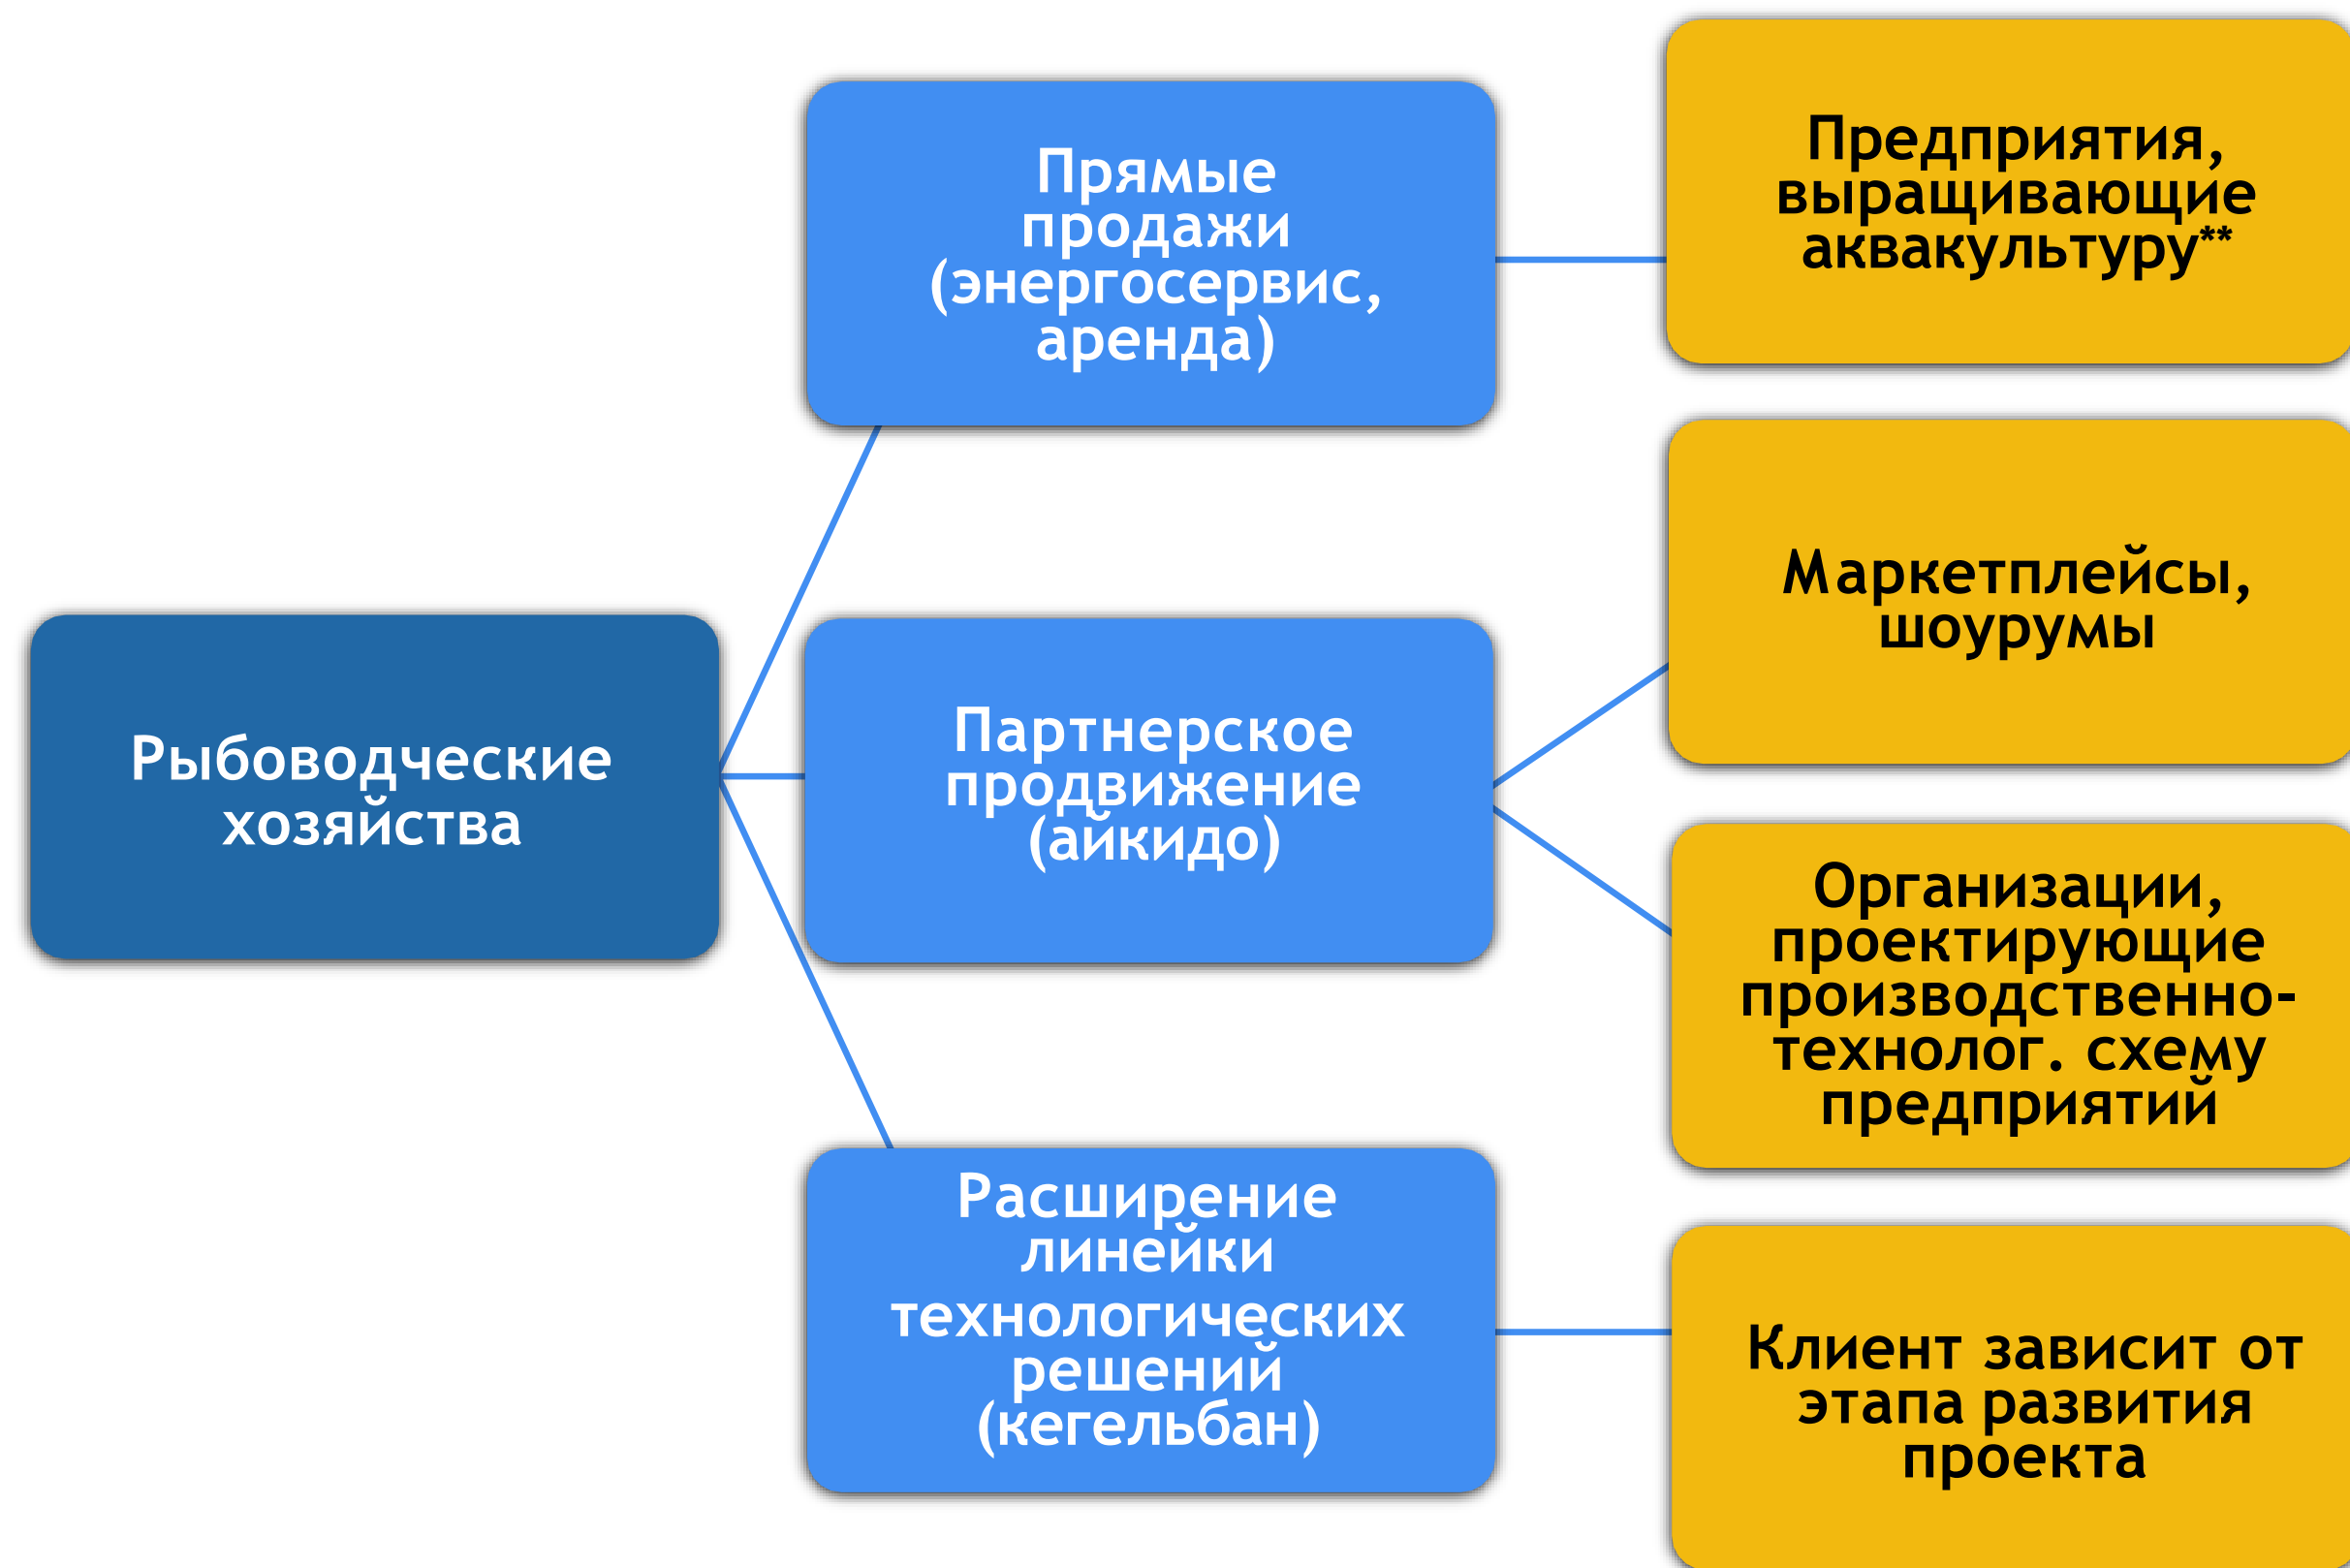 Рыбоводческие
хозяйства
Прямые
продажи
(энергосервис,
аренда)
Партнерское
продвижение
(айкидо)
Расширение
линейки
технологических
решений
(кегельбан)
Предприятия,
выращивающие
аквакультуру**
Маркетплейсы,
шоурумы
Организации,
проектирующие
производственно-
технолог. схему
предприятий
Клиент зависит от
этапа развития
проекта